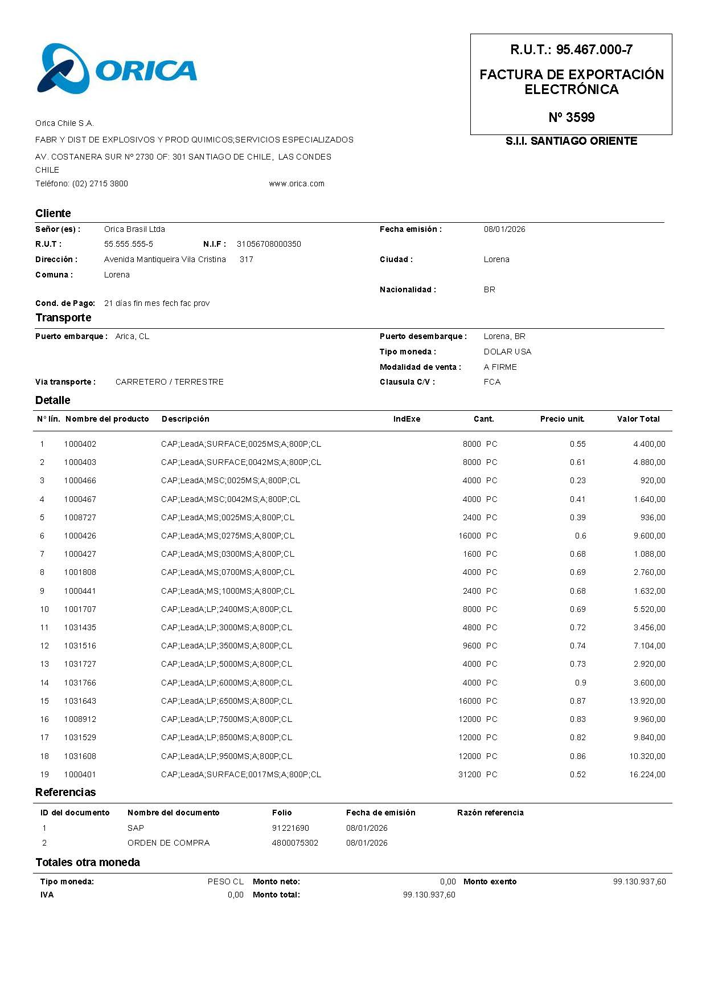 ORICA
R.U.T.: 95.467.000-7
FACTURA DE EXPORTACIÓN
ELECTRÓNICA
Nº 3599
S.I.I. SANTIAGO ORIENTE
Orica Chile S.A.
FABR Y DIST DE EXPLOSIVOS Y PROD QUIMICOS;SERVICIOS ESPECIALIZADOS
AV. COSTANERA SUR Nº 2730 OF: 301 SANTIAGO DE CHILE, LAS CONDES
CHILE
Teléfono: (02) 2715 3800 www.orica.com
Cliente
Señor (es) : Orica Brasil Ltda Fecha emisión : 08/01/2026
R.U.T : 55.555.555-5 N.I.F : 31056708000350
Dirección : Avenida Mantiqueira Vila Cristina 317 Ciudad : Lorena
Comuna : Lorena
Nacionalidad : BR
Cond. de Pago: 21 días fin mes fech fac prov
Transporte
Puerto embarque : Arica, CL Puerto desembarque : Lorena, BR
Tipo moneda : DOLAR USA
Modalidad de venta : A FIRME
Via transporte : CARRETERO / TERRESTRE Clausula C/V : FCA
Detalle
Nº lín. Nombre del producto Descripción IndExe Cant. Precio unit. Valor Total
1 1000402 CAP;LeadA;SURFACE;0025MS;A;800P;CL 8000 PC 0.55 4.400,00
2 1000403 CAP;LeadA;SURFACE;0042MS;A;800P;CL 8000 PC 0.61 4.880,00
3 1000466 CAP;LeadA;MSC;0025MS;A;800P;CL 4000 PC 0.23 920,00
4 1000467 CAP;LeadA;MSC;0042MS;A;800P;CL 4000 PC 0.41 1.640,00
5 1008727 CAP;LeadA;MS;0025MS;A;800P;CL 2400 PC 0.39 936,00
6 1000426 CAP;LeadA;MS;0275MS;A;800P;CL 16000 PC 0.6 9.600,00
7 1000427 CAP;LeadA;MS;0300MS;A;800P;CL 1600 PC 0.68 1.088,00
8 1001808 CAP;LeadA;MS;0700MS;A;800P;CL 4000 PC 0.69 2.760,00
9 1000441 CAP;LeadA;MS;1000MS;A;800P;CL 2400 PC 0.68 1.632,00
10 1001707 CAP;LeadA;LP;2400MS;A;800P;CL 8000 PC 0.69 5.520,00
11 1031435 CAP;LeadA;LP;3000MS;A;800P;CL 4800 PC 0.72 3.456,00
12 1031516 CAP;LeadA;LP;3500MS;A;800P;CL 9600 PC 0.74 7.104,00
13 1031727 CAP;LeadA;LP;5000MS;A;800P;CL 4000 PC 0.73 2.920,00
14 1031766 CAP;LeadA;LP;6000MS;A;800P;CL 4000 PC 0.9 3.600,00
15 1031643 CAP;LeadA;LP;6500MS;A;800P;CL 16000 PC 0.87 13.920,00
16 1008912 CAP;LeadA;LP;7500MS;A;800P;CL 12000 PC 0.83 9.960,00
17 1031529 CAP;LeadA;LP;8500MS;A;800P;CL 12000 PC 0.82 9.840,00
18 1031608 CAP;LeadA;LP;9500MS;A;800P;CL 12000 PC 0.86 10.320,00
19 1000401 CAP;LeadA;SURFACE;0017MS;A;800P;CL 31200 PC 0.52 16.224,00
Referencias
ID del documento Nombre del documento Folio Fecha de emisión Razón referencia
1 SAP 91221690 08/01/2026
2 ORDEN DE COMPRA 4800075302 08/01/2026
Totales otra moneda
Tipo moneda: PESO CL Monto neto: 0,00 Monto exento 99.130.937,60
IVA 0,00 Monto total: 99.130.937,60